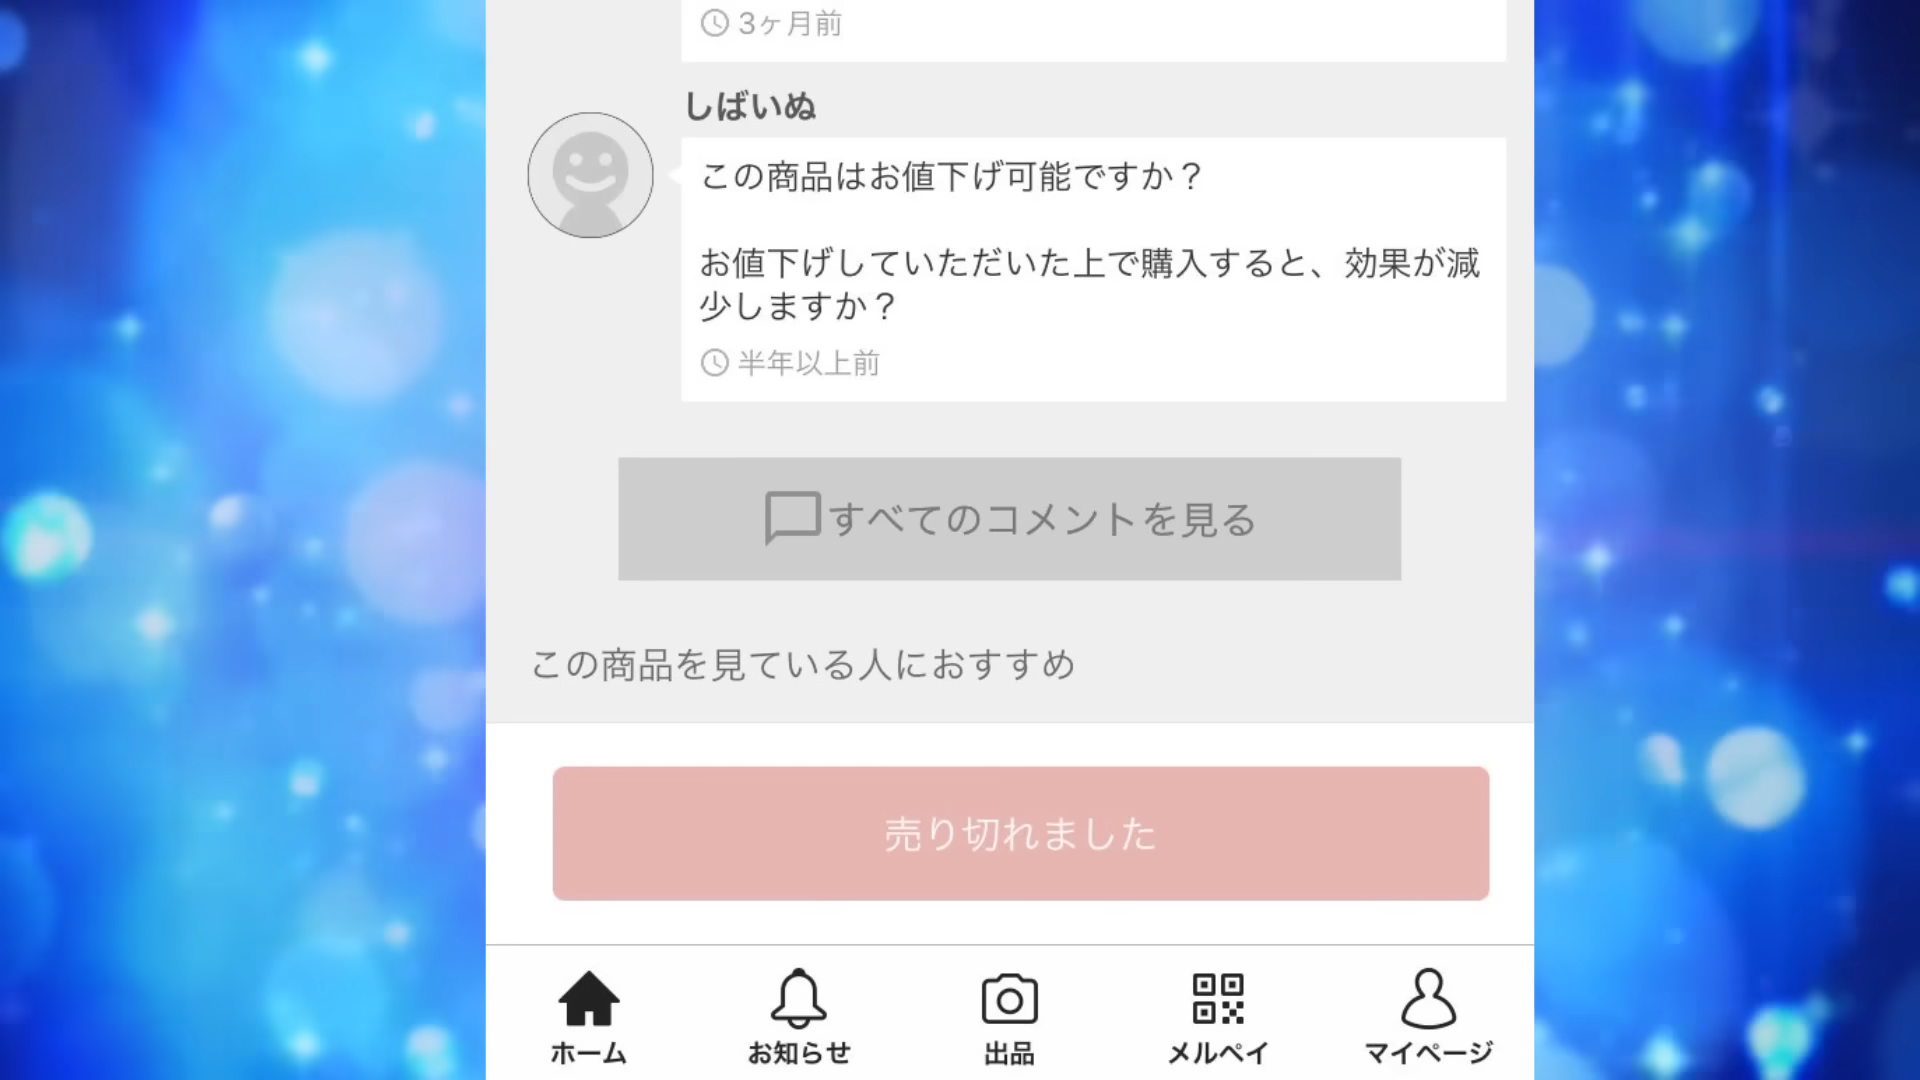 3ヶ月前
しばいぬ
この商品はお値下げ可能ですか？
お値下げしていただいた上で購入すると、効果が減
少しますか？
半年以上前
すべてのコメントを見る
この商品を見ている人におすすめ
売り切れました
ホーム
お知らせ
出品
メルペイ
マイページ